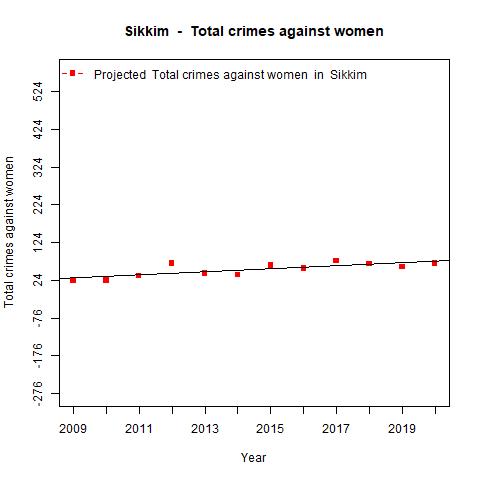 Sikkim - Total crimes against women
Projected Total crimes against women in Sikkim
Total crimes against women
524
424
324
224
124
24
-76
-176
-276
2009 2011 2013 2015 2017 2019
Year